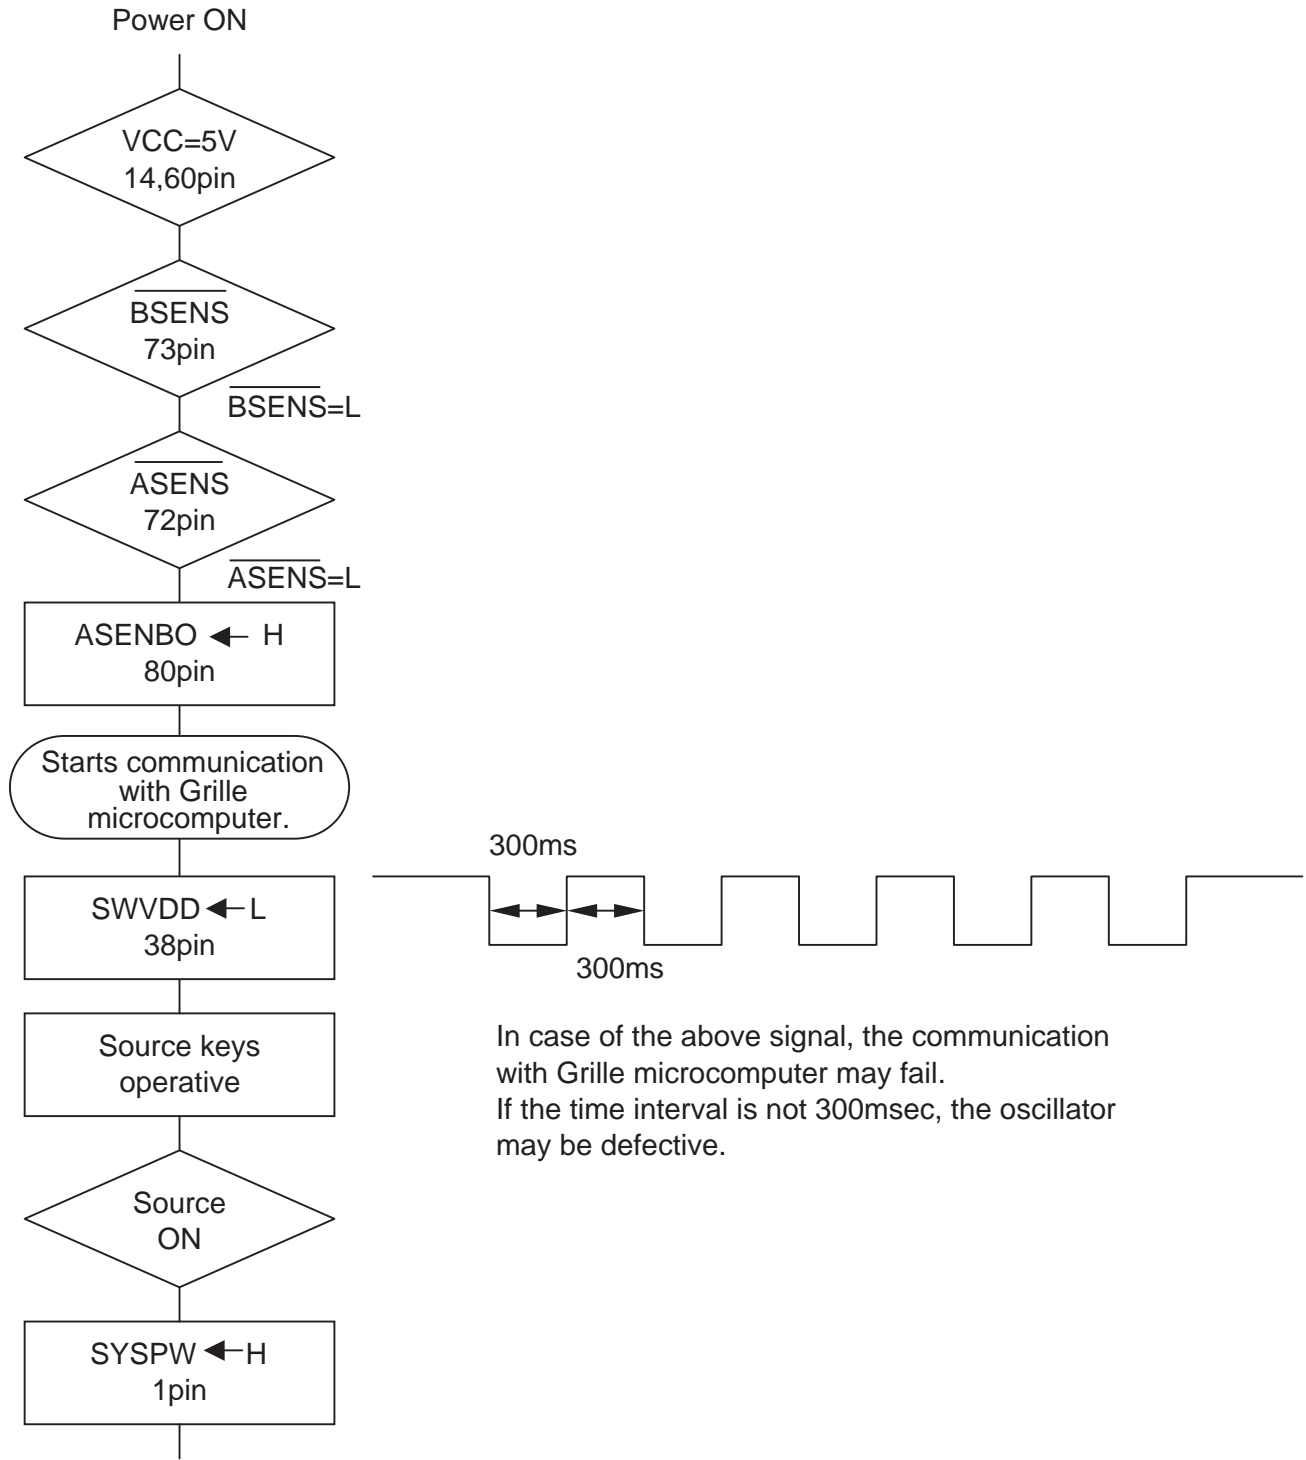 Power ON
VCC=5V
14,60pin
BSENS
73pin
BSENS=L
ASENS
72pin
ASENS=L
ASENBO ← H
80pin
Starts communication
with Grille
microcomputer.
SWVDD ← L
38pin
Source keys
operative
Source
ON
SYSPW ← H
1pin
300ms
300ms
In case of the above signal, the communication
with Grille microcomputer may fail.
If the time interval is not 300msec, the oscillator
may be defective.